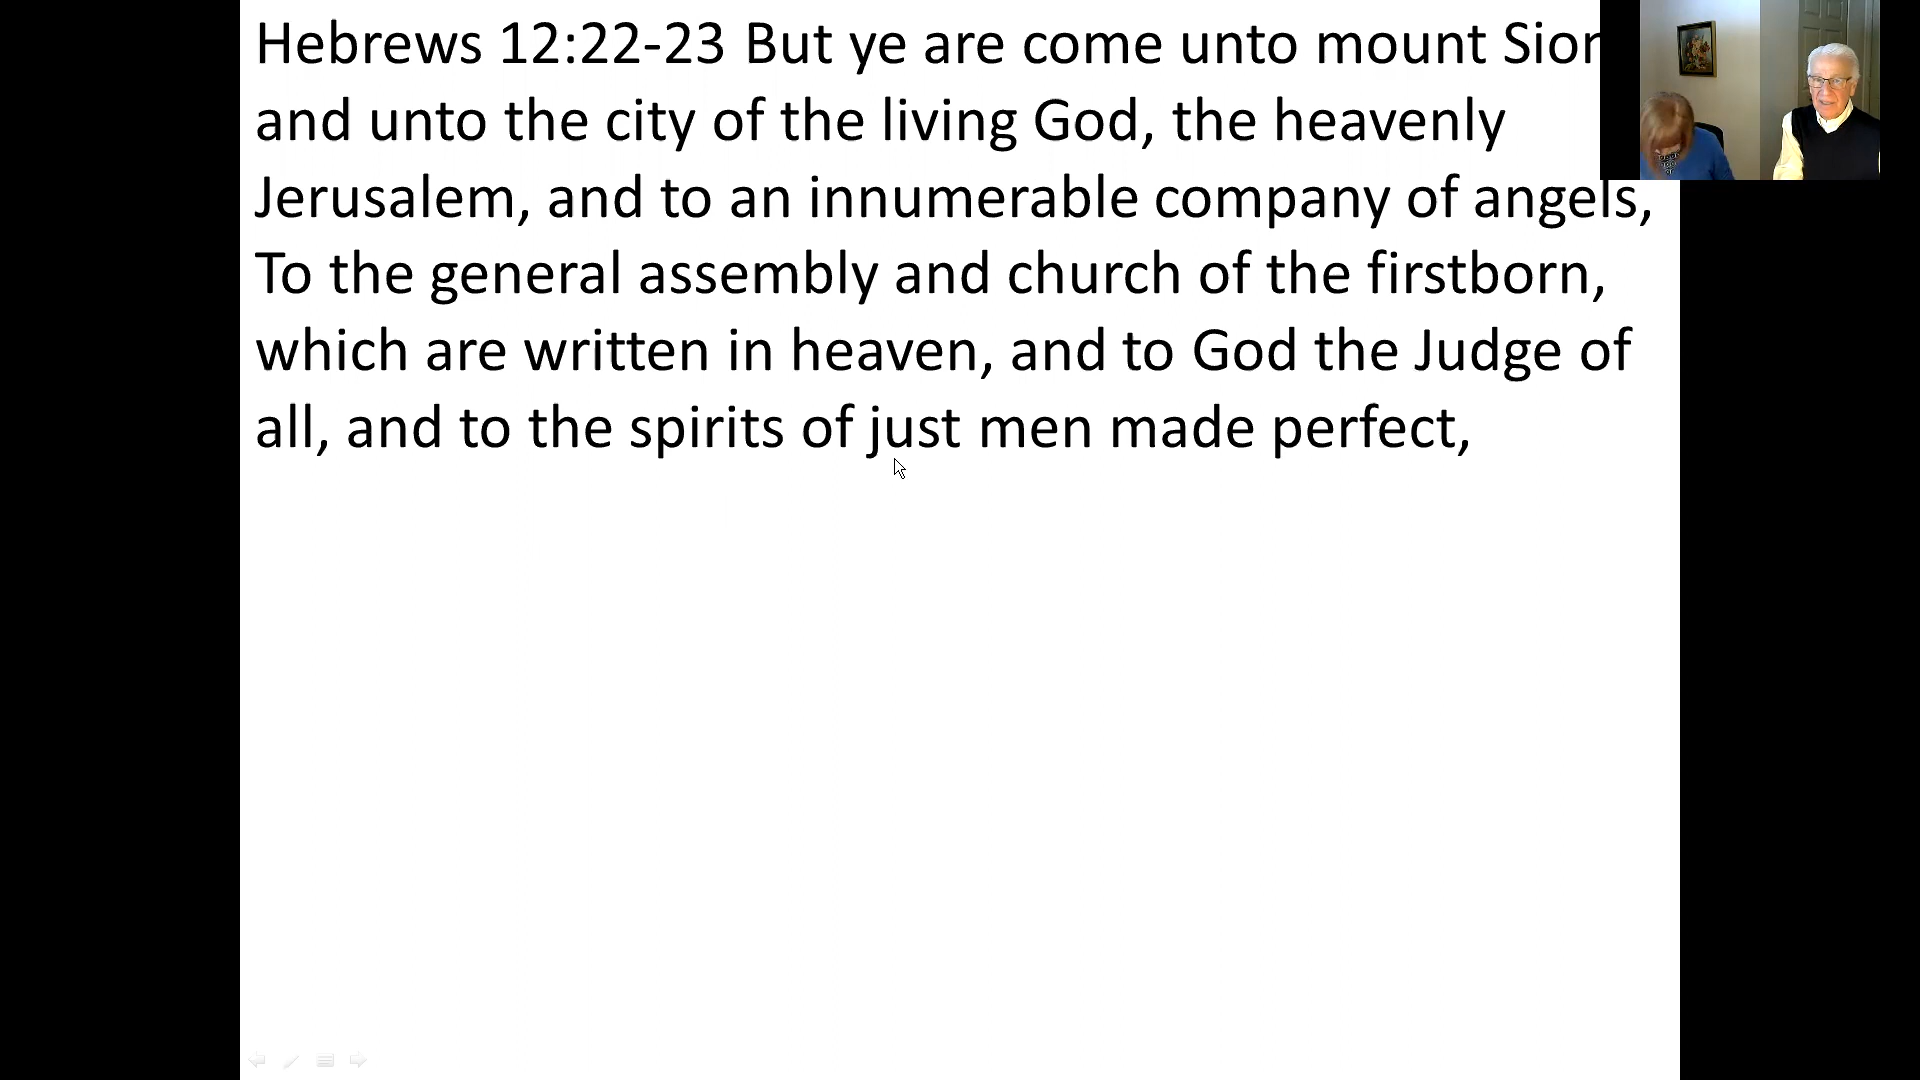 Hebrews 12:22-23 But ye are come unto mount
and unto the city of the living God, the heavenly
Jerusalem, and to an innumerable company of angels,
To the general assembly and church of the firstborn,
which are written in heaven, and to God the Judge of
all, and to the spirits of just men made perfect,